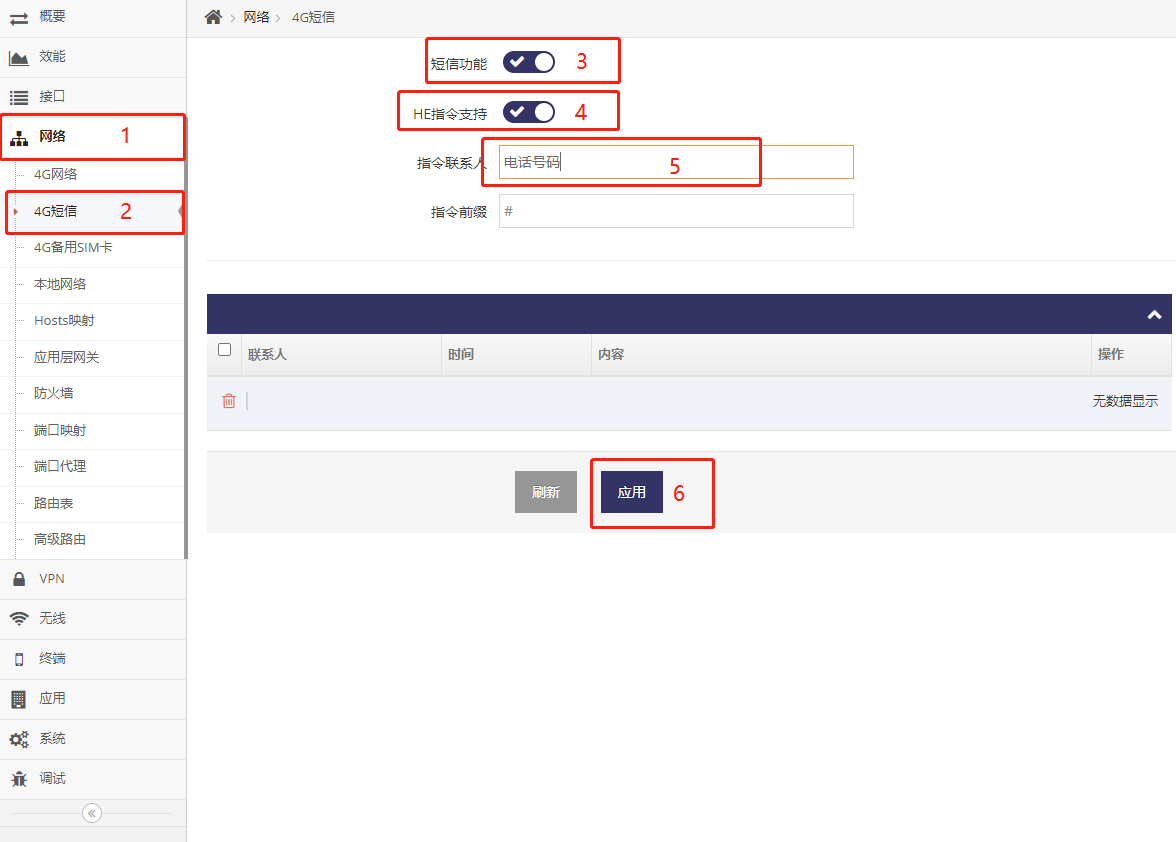 概要
效能
接口
网络 1
4G网络
4G短信 2
4G备用SIM卡
本地网络
Hosts映射
应用层网关
防火墙
端口映射
端口代理
路由表
高级路由
VPN
无线
终端
应用
系统
调试
网络 4G短信
短信功能 3
HE指令支持 4
指令联系人 电话号码 5
指令前缀 #
联系人 时间 内容 操作
无数据显示
刷新 应用 6